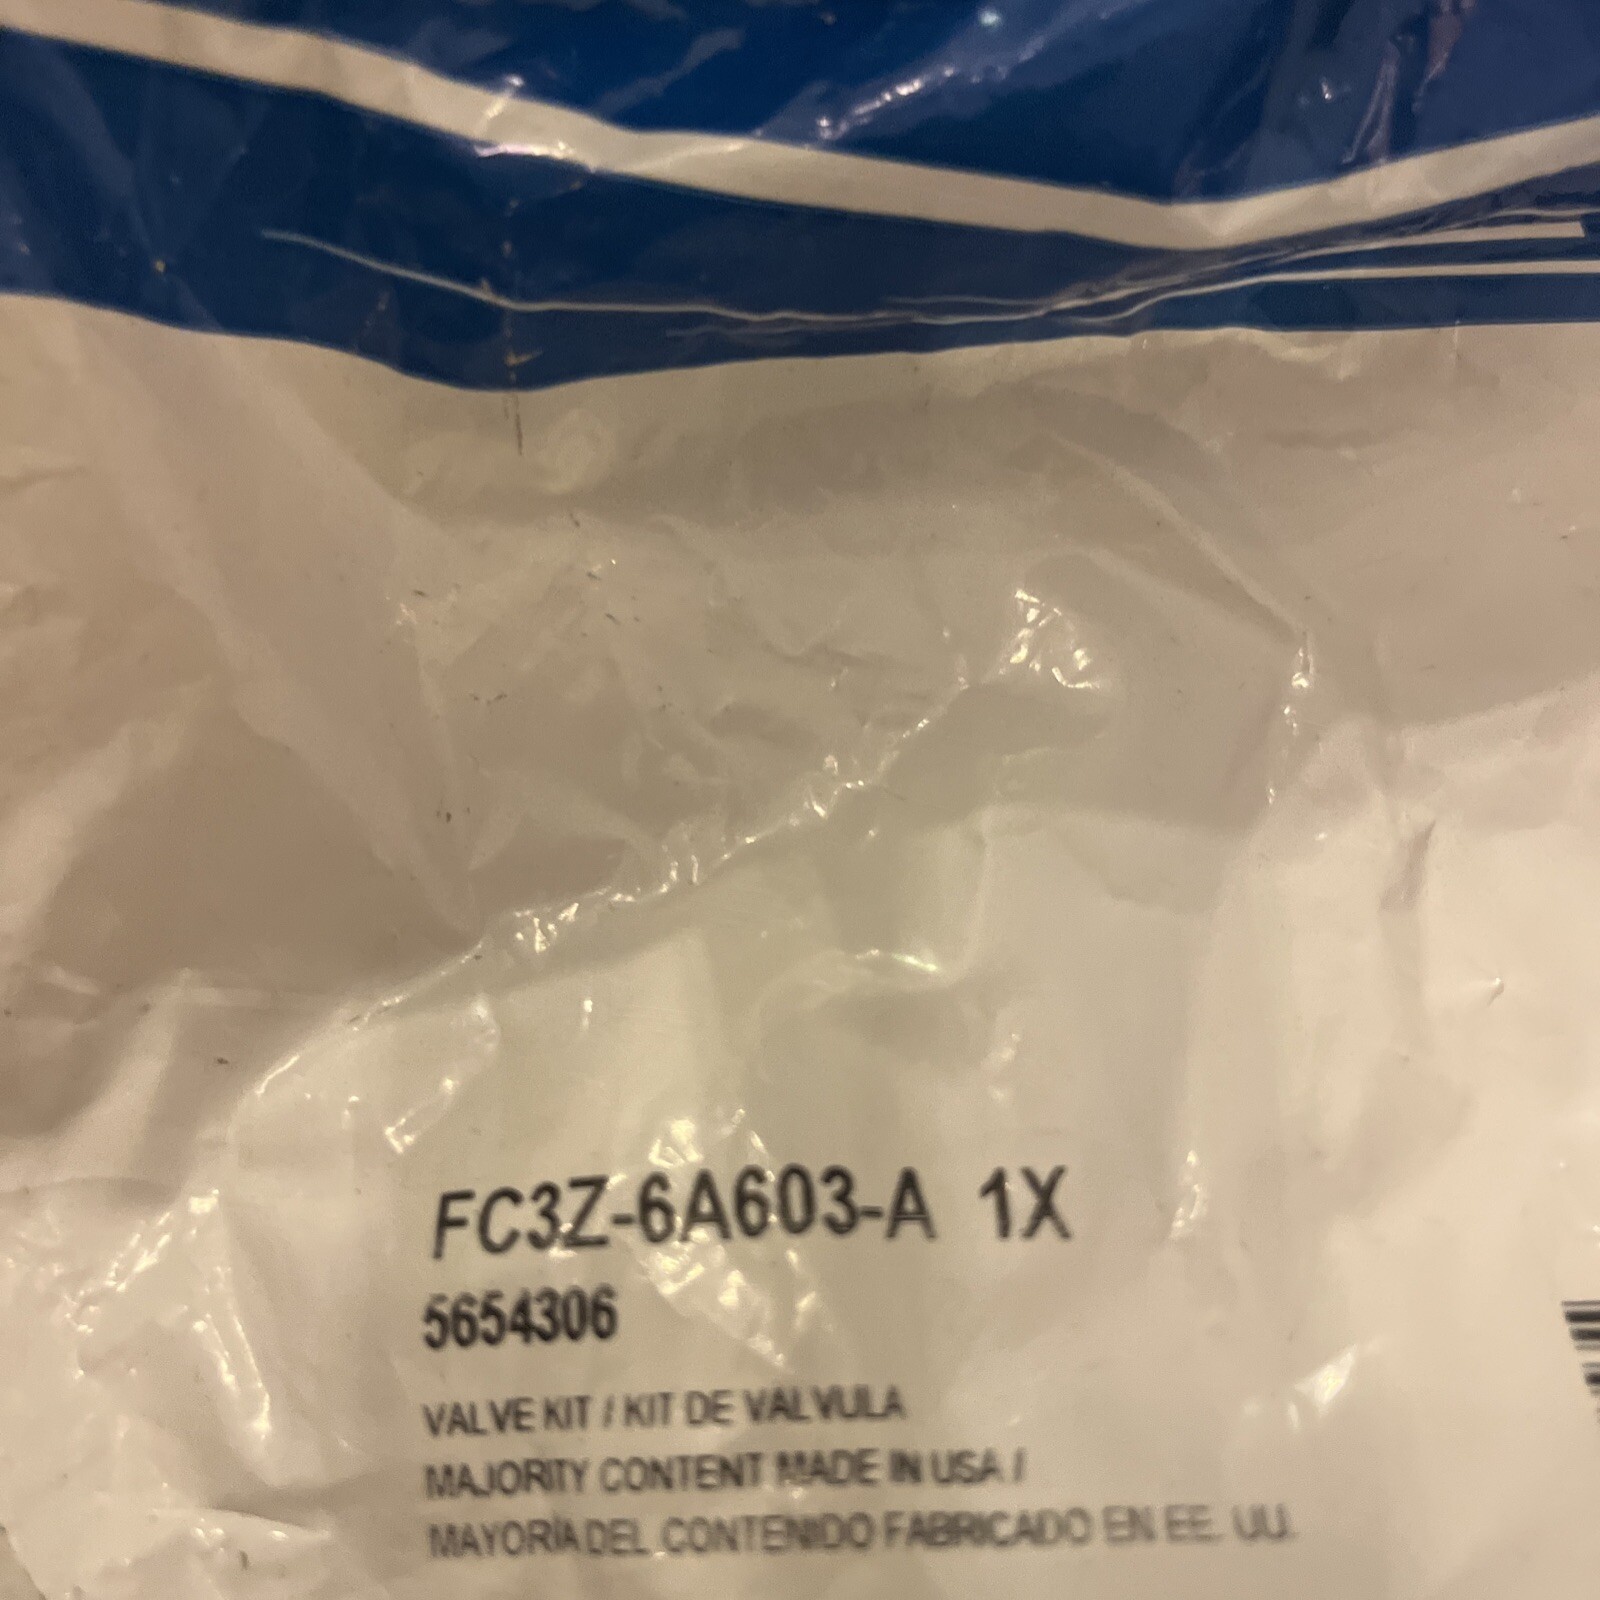 FC3Z-6A603-A 1X
5654306
VALVE KIT / KIT DE VALVULA
MAJORITY CONTENT MADE IN USA /
MAYORÍA DEL CONTENIDO FABRICADO EN EE. UU.